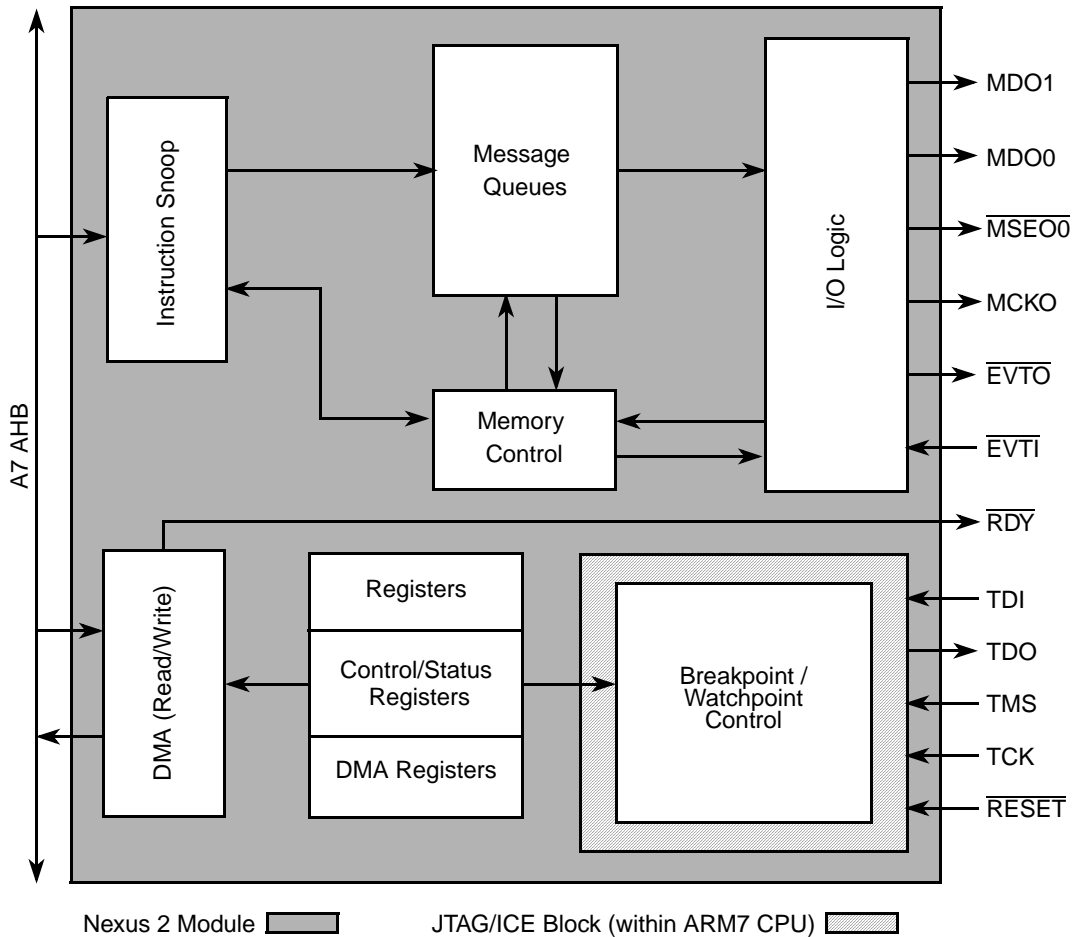 MDO1
Message
Queues
Instruction Snoop
I/O Logic
MDO0
MSEO0
MCKO
EVTO
Memory
Control
EVTI
A7 AHB
RDY
DMA (Read/Write)
Registers
Control/Status
Registers
DMA Registers
Breakpoint /
Watchpoint
Control
TDI
TDO
TMS
TCK
RESET
Nexus 2 Module
JTAG/ICE Block (within ARM7 CPU)